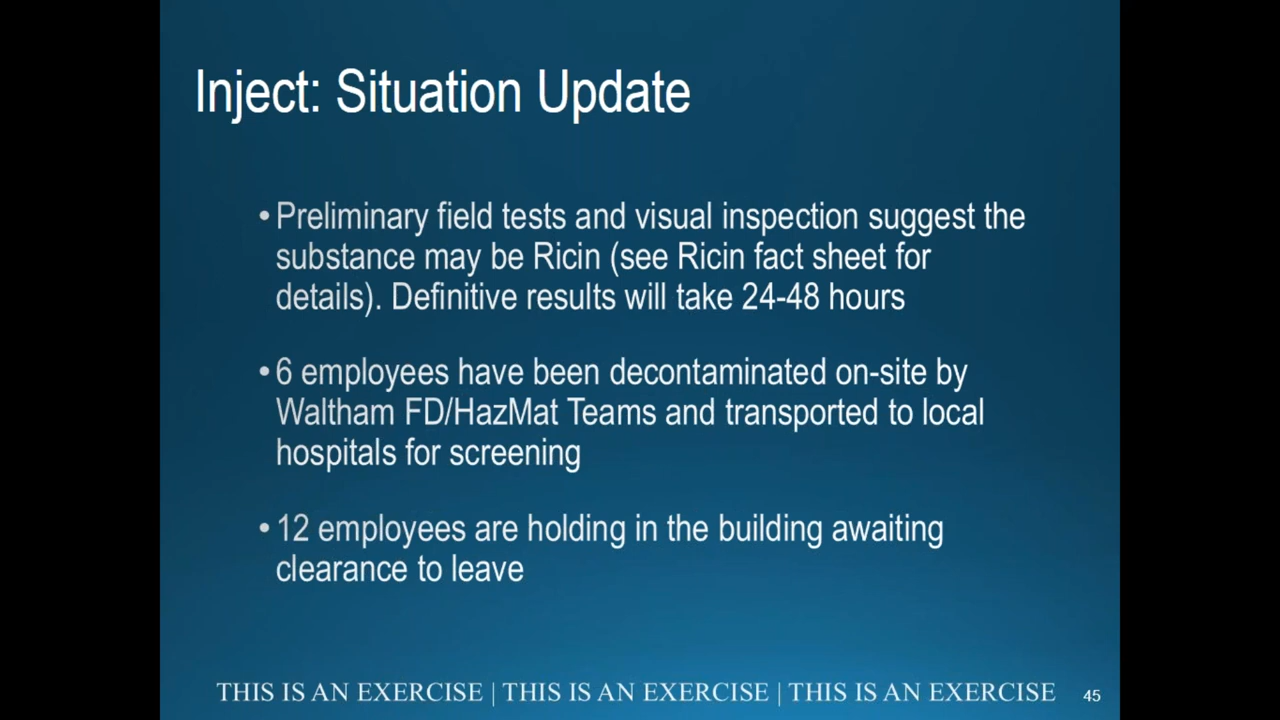 Inject: Situation Update
•Preliminary field tests and visual inspection suggest the
substance may be Ricin (see Ricin fact sheet for
details). Definitive results will take 24-48 hours
•6 employees have been decontaminated on-site by
Waltham FD/HazMat Teams and transported to local
hospitals for screening
•12 employees are holding in the building awaiting
clearance to leave
THIS IS AN EXERCISE | THIS IS AN EXERCISE | THIS IS AN EXERCISE 45